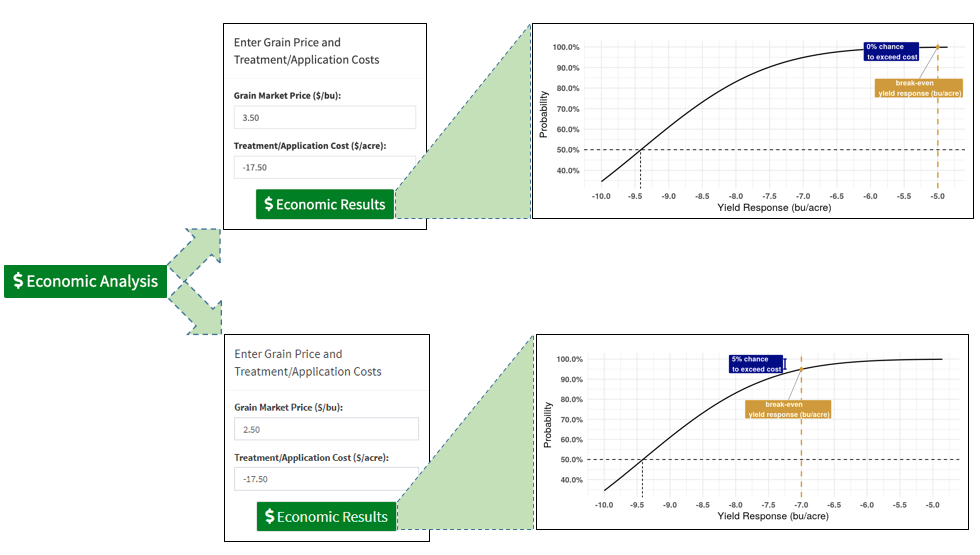 Enter Grain Price and
Treatment/Application Costs
Grain Market Price ($/bu):
3.50
Treatment/Application Cost ($/acre):
-17.50
$ Economic Results
100.0%
90.0%
80.0%
70.0%
60.0%
50.0%
40.0%
Probability
0% chance
to exceed cost
break-even
yield response (bu/acre)
-10.0 -9.5 -9.0 -8.5 -8.0 -7.5 -7.0 -6.5 -6.0 -5.5 -5.0
Yield Response (bu/acre)
$ Economic Analysis
Enter Grain Price and
Treatment/Application Costs
Grain Market Price ($/bu):
2.50
Treatment/Application Cost ($/acre):
-17.50
$ Economic Results
100.0%
90.0%
80.0%
70.0%
60.0%
50.0%
40.0%
Probability
5% chance
to exceed cost
break-even
yield response (bu/acre)
-10.0 -9.5 -9.0 -8.5 -8.0 -7.5 -7.0 -6.5 -6.0 -5.5 -5.0
Yield Response (bu/acre)